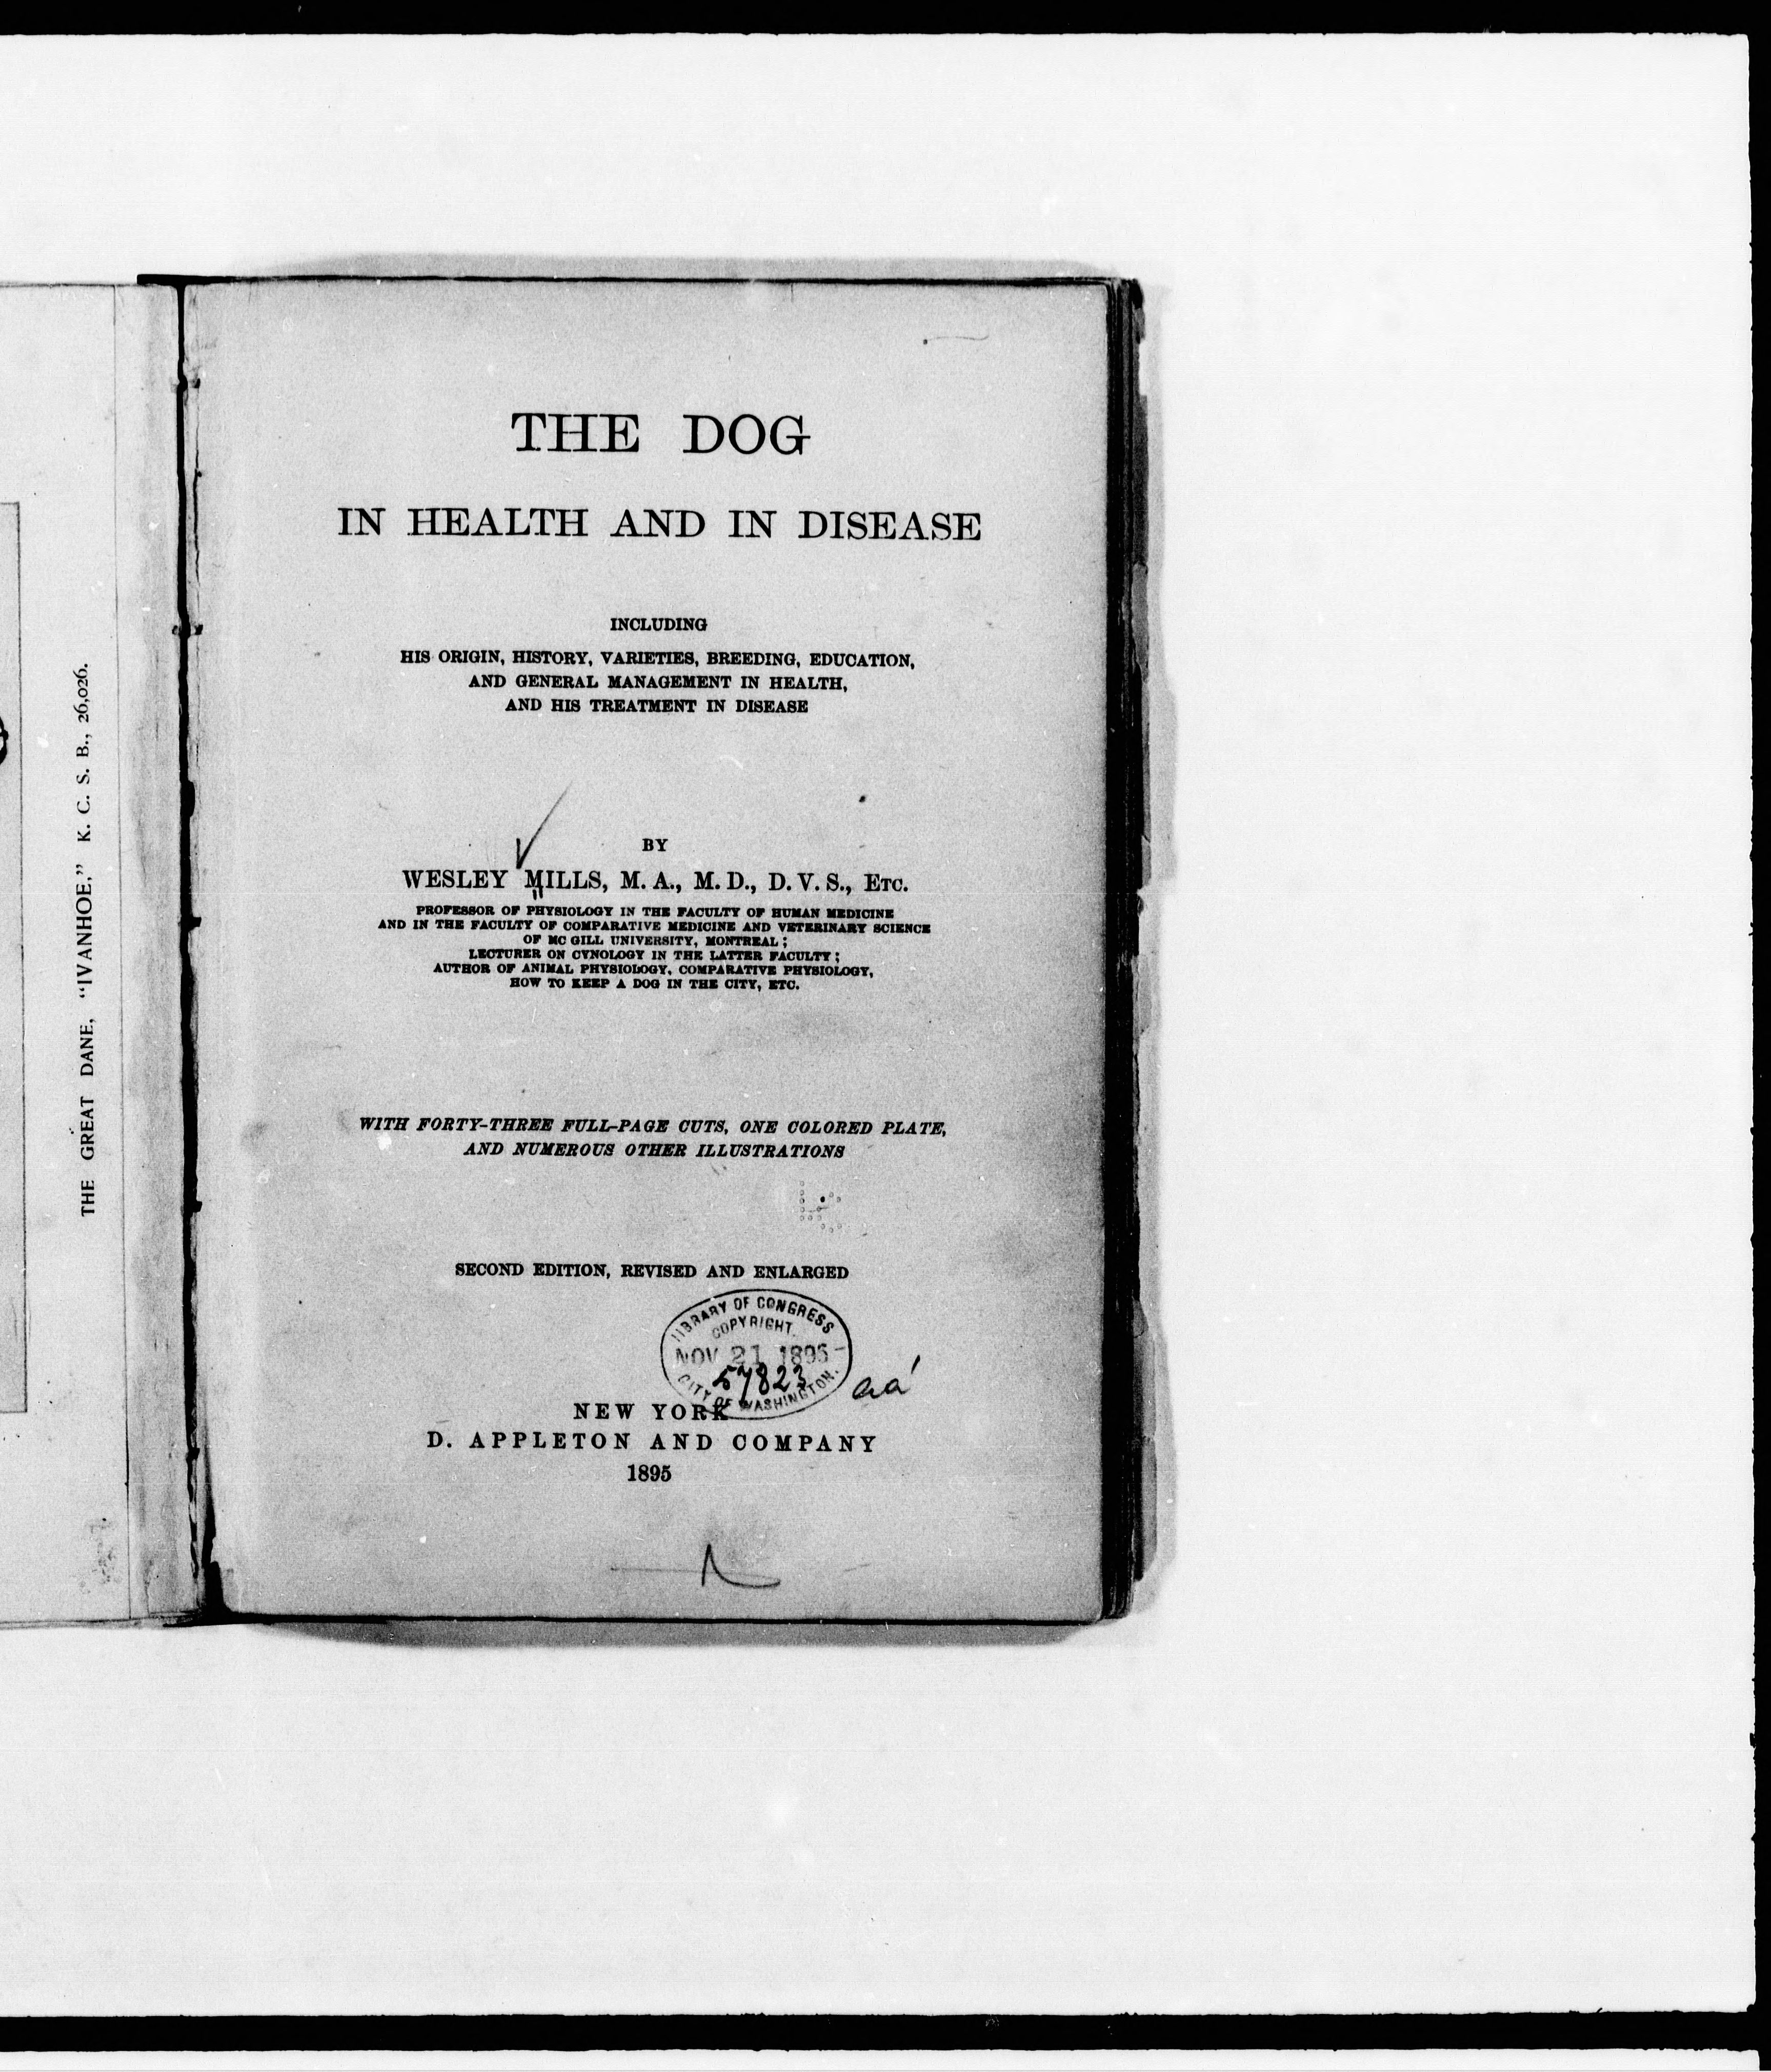 THE GREAT DANE, "IVANHOE." K. C. S. B., 26,026.
THE DOG
IN HEALTH AND IN DISEASE
INCLUDING
HIS ORIGIN, HISTORY, VARIETIES, BREEDING, EDUCATION,
AND GENERAL MANAGEMENT IN HEALTH,
AND HIS TREATMENT IN DISEASE
BY
WESLEY MILLS, M. A., M. D., D. V. S., ETC.
PROFESSOR OF PHYSIOLOGY IN THE FACULTY OF HUMAN MEDICINE
AND IN THE FACULTY OF COMPARATIVE MEDICINE AND VETERINARY SCIENCE
OF MC GILL UNIVERSITY, MONTREAL;
LECTURER ON CYNOLOGY IN THE LATTER FACULTY;
AUTHOR OF ANIMAL PHYSIOLOGY, COMPARATIVE PHYSIOLOGY,
HOW TO KEEP A DOG IN THE CITY, ETC.
WITH FORTY-THREE FULL-PAGE CUTS, ONE COLORED PLATE,
AND NUMEROUS OTHER ILLUSTRATIONS
SECOND EDITION, REVISED AND ENLARGED
LIBRARY OF CONGRESS
COPYRIGHT
NOV 21 1895
57823
CITY OF WASHINGTON.
NEW YORK
D. APPLETON AND COMPANY
1895